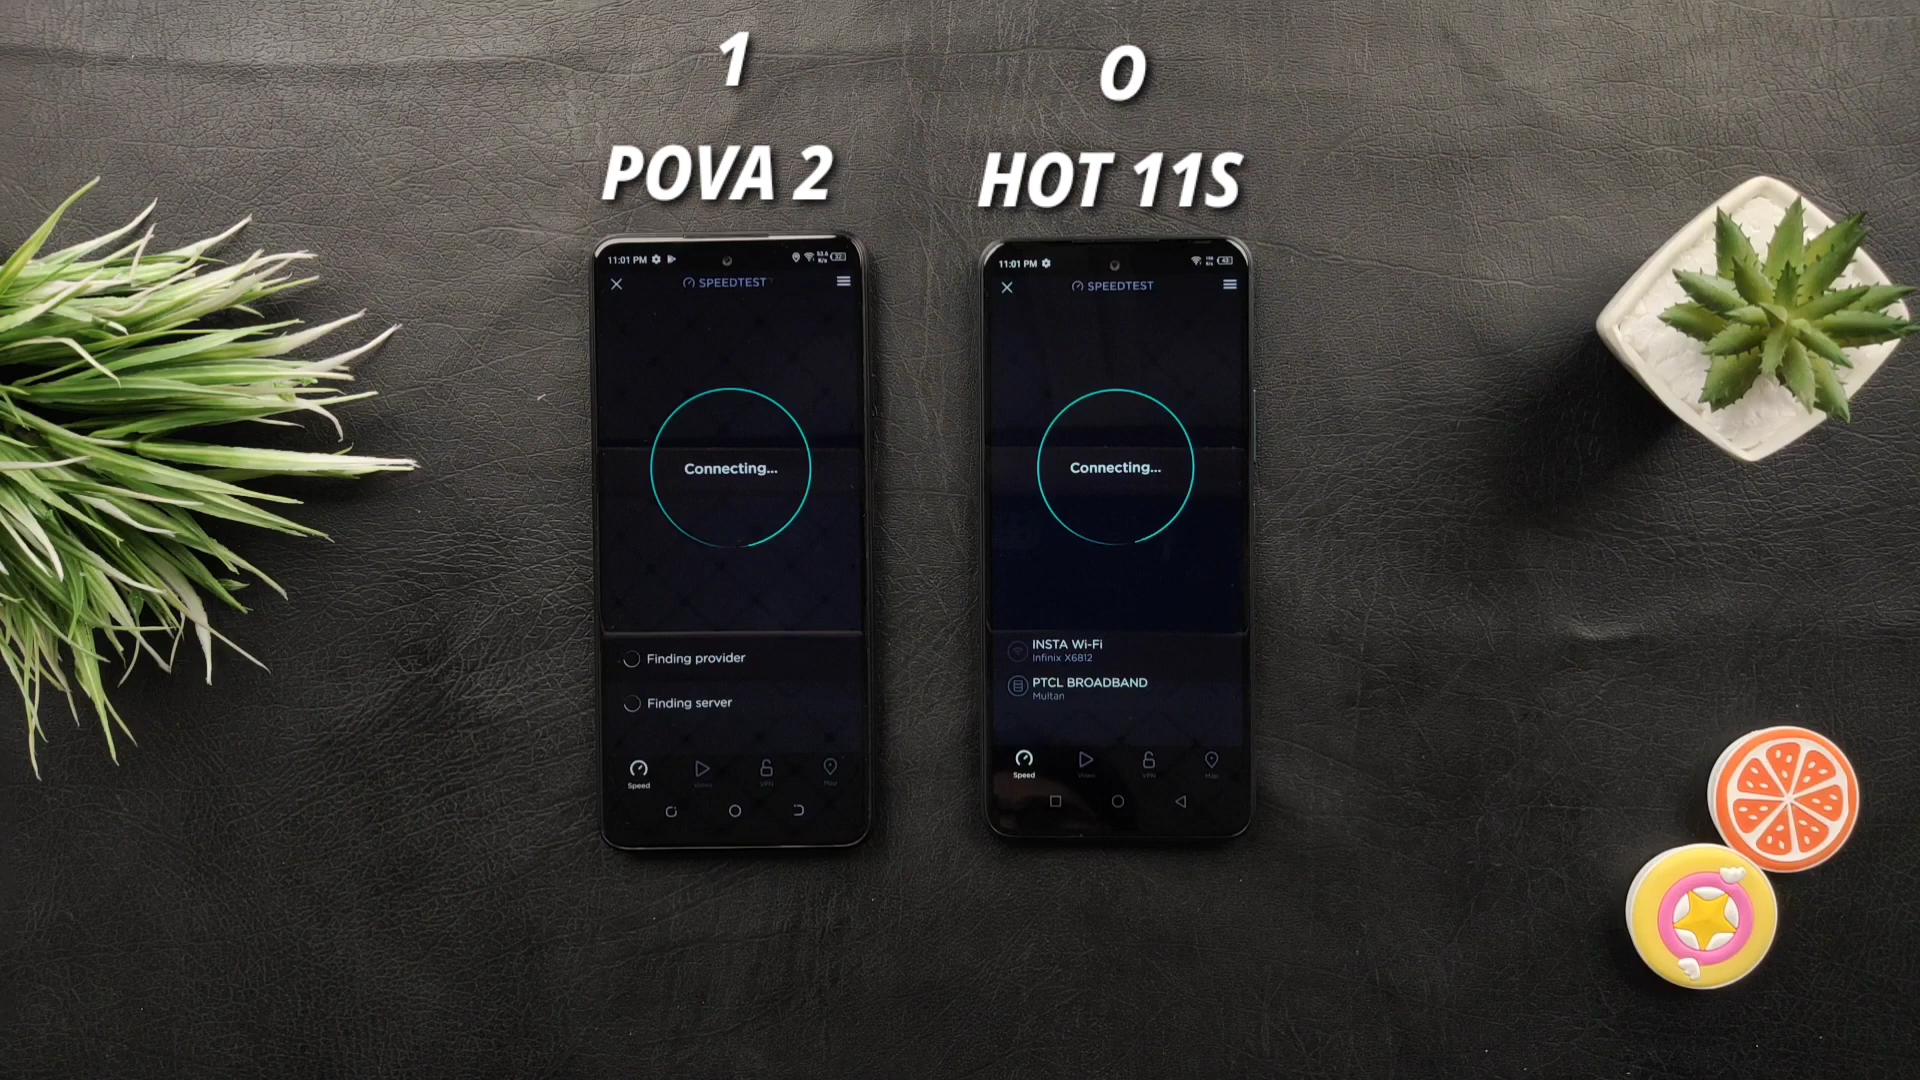 1
POVA 2
0
HOT 11S
11:01 PM
SPEEDTEST
Connecting...
Finding provider
Finding server
Speed
Video
VPN
Map
11:01 PM
SPEEDTEST
Connecting...
INSTA Wi-Fi
Infinix X6812
PTCL BROADBAND
Multan
Speed
Video
VPN
Map